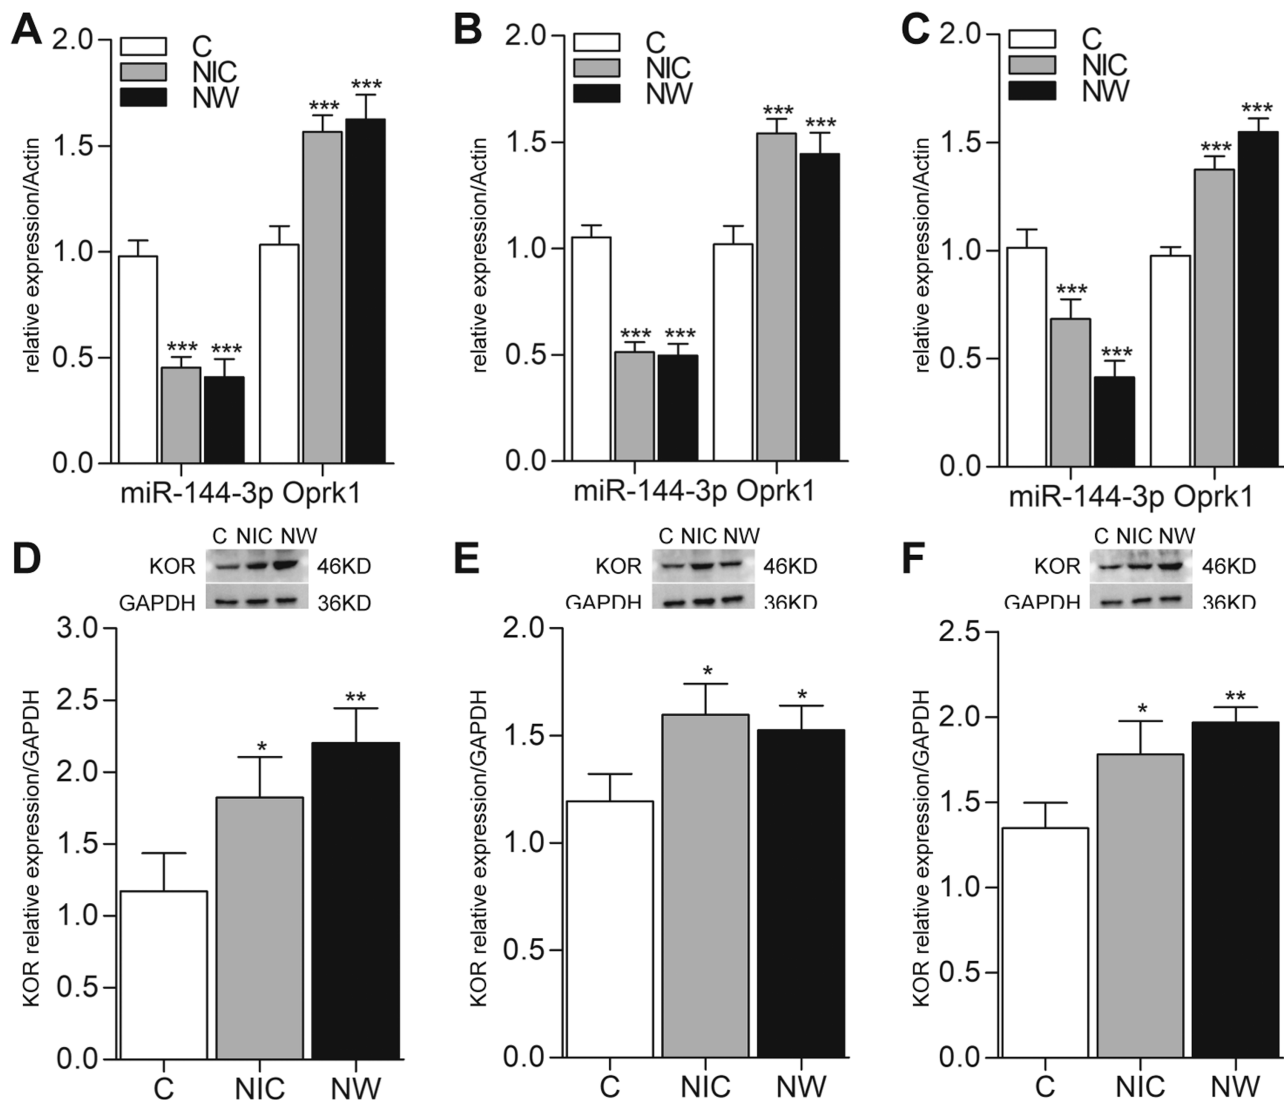 A
2.0
1.5
1.0
0.5
0.0
relative expression/Actin
C
NIC
NW
***
***
***
***
miR-144-3p Oprk1
B
2.0
1.5
1.0
0.5
0.0
relative expression/Actin
C
NIC
NW
***
***
***
***
miR-144-3p Oprk1
C
2.0
1.5
1.0
0.5
0.0
relative expression/Actin
C
NIC
NW
***
***
***
***
miR-144-3p Oprk1
D
C NIC NW
KOR 46KD
GAPDH 36KD
3.0
2.5
2.0
1.5
1.0
0.5
0.0
KOR relative expression/GAPDH
*
**
C NIC NW
E
C NIC NW
KOR 46KD
GAPDH 36KD
2.0
1.5
1.0
0.5
0.0
KOR relative expression/GAPDH
*
*
C NIC NW
F
C NIC NW
KOR 46KD
GAPDH 36KD
2.5
2.0
1.5
1.0
0.5
0.0
KOR relative expression/GAPDH
*
**
C NIC NW